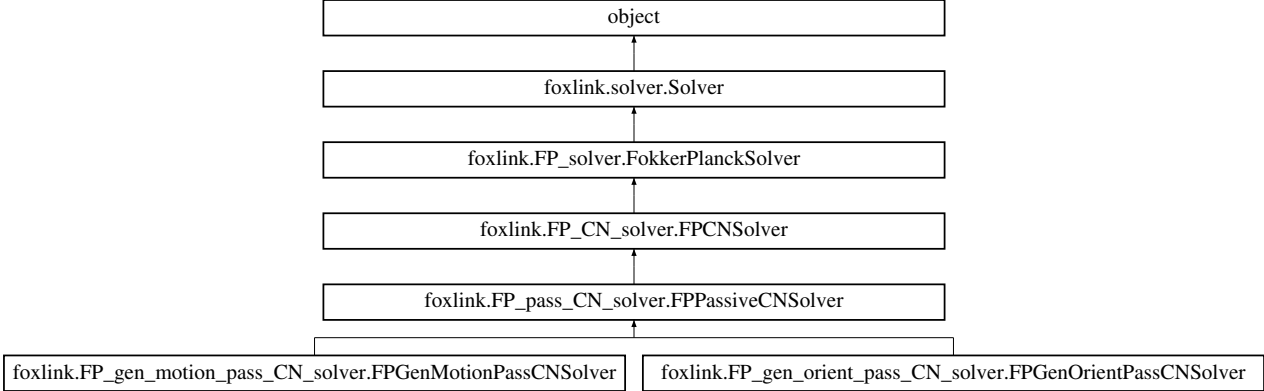 object
foxlink.solver.Solver
foxlink.FP_solver.FokkerPlanckSolver
foxlink.FP_CN_solver.FPCNSolver
foxlink.FP_pass_CN_solver.FPPassiveCNSolver
foxlink.FP_gen_motion_pass_CN_solver.FPGenMotionPassCNSolver
foxlink.FP_gen_orient_pass_CN_solver.FPGenOrientPassCNSolver